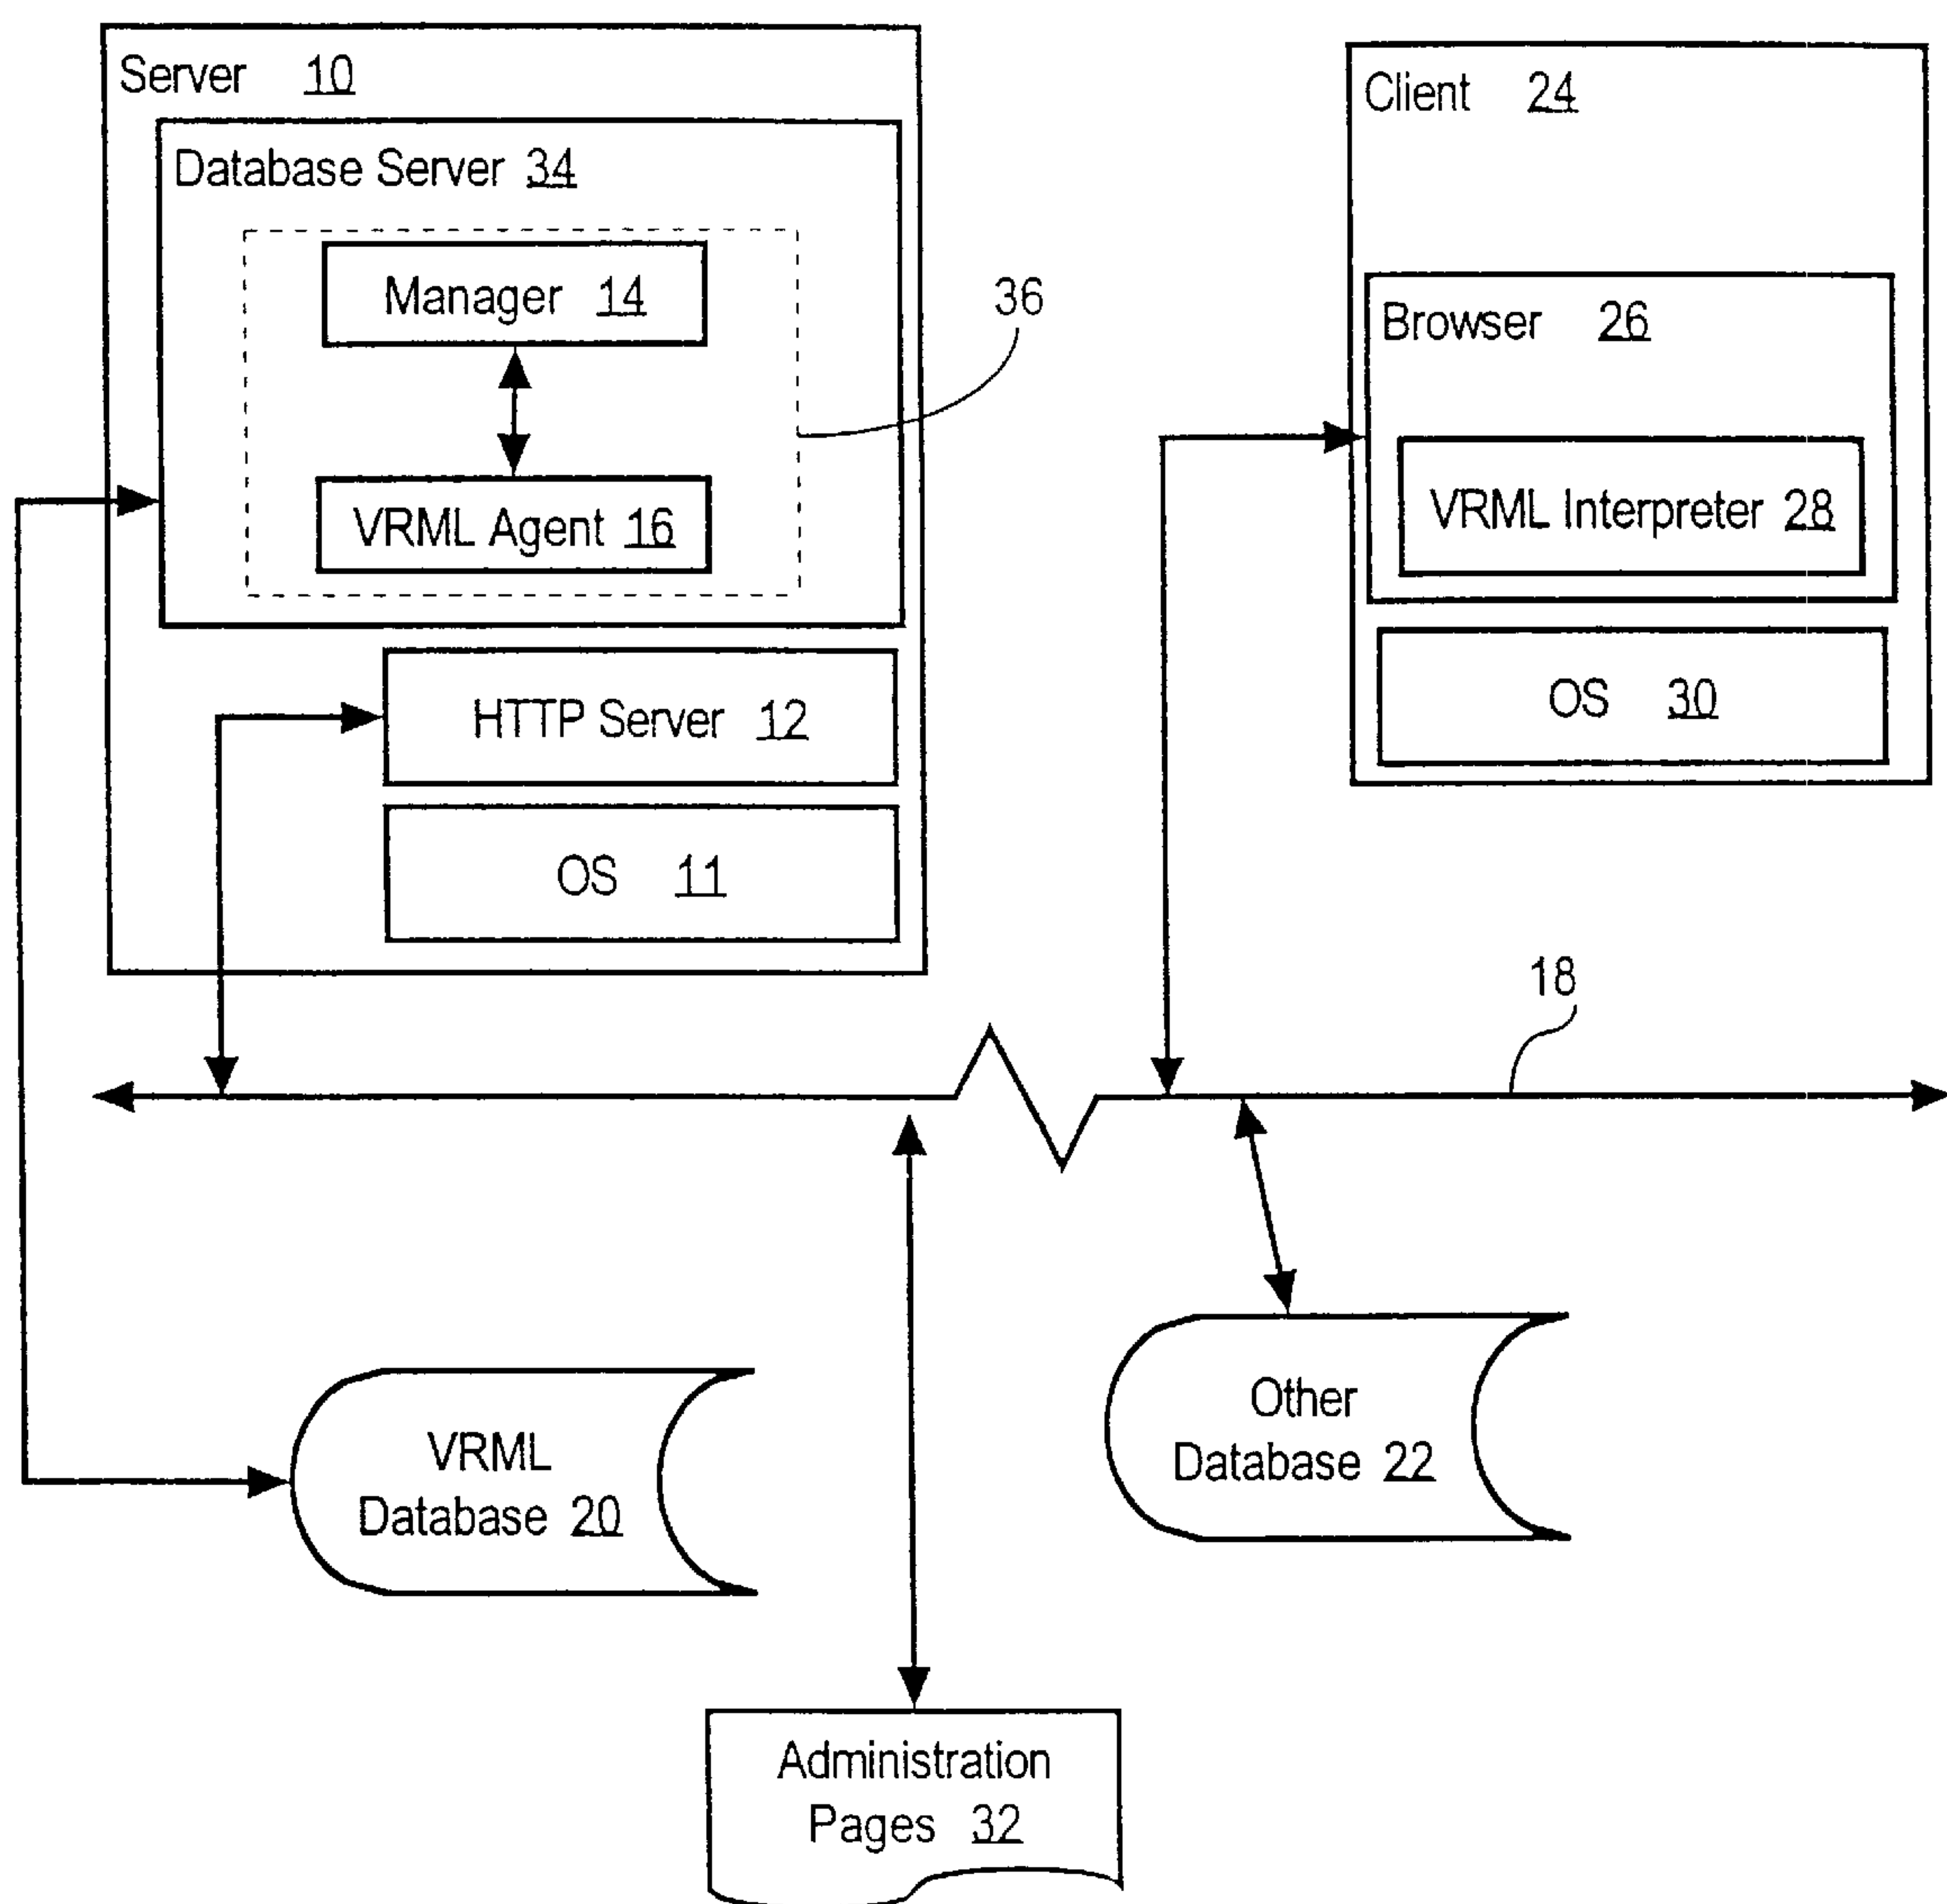 Server 10
Database Server 34
Manager 14
VRML Agent 16
36
HTTP Server 12
OS 11
Client 24
Browser 26
VRML Interpreter 28
OS 30
18
VRML
Database 20
Other
Database 22
Administration
Pages 32